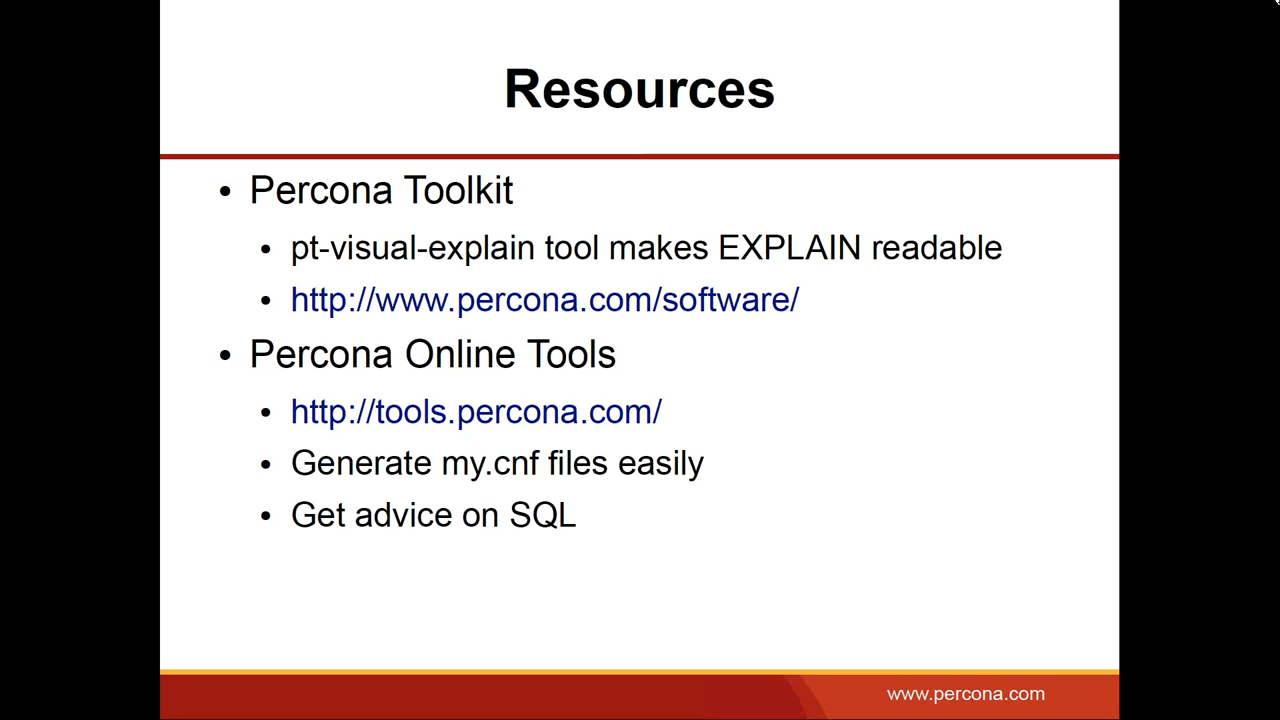 Resources
• Percona Toolkit
• pt-visual-explain tool makes EXPLAIN readable
• http://www.percona.com/software/
• Percona Online Tools
• http://tools.percona.com/
• Generate my.cnf files easily
• Get advice on SQL
www.percona.com